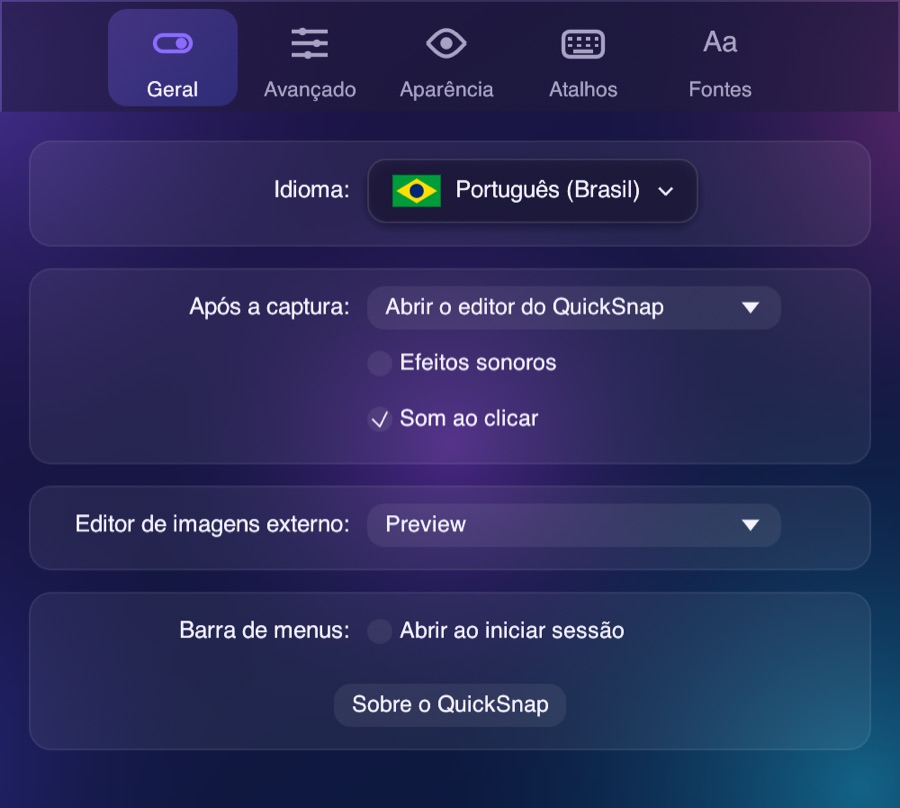 Geral
Avançado
Aparência
Aa
Atalhos
Fontes
Idioma:
Português (Brasil)
Após a captura:
Abrir o editor do QuickSnap
Efeitos sonoros
Som ao clicar
Editor de imagens externo:
Preview
Barra de menus:
Abrir ao iniciar sessão
Sobre o QuickSnap